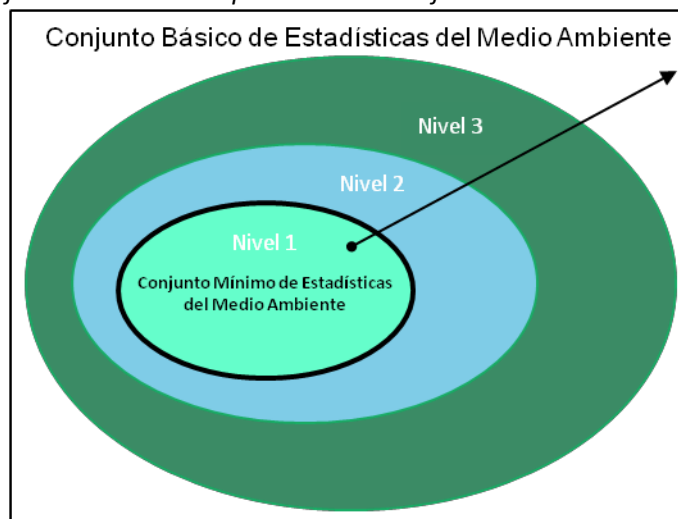 Conjunto Básico de Estadísticas del Medio Ambiente
Nivel 3
Nivel 2
Nivel 1
Conjunto Mínimo de Estadísticas
del Medio Ambiente